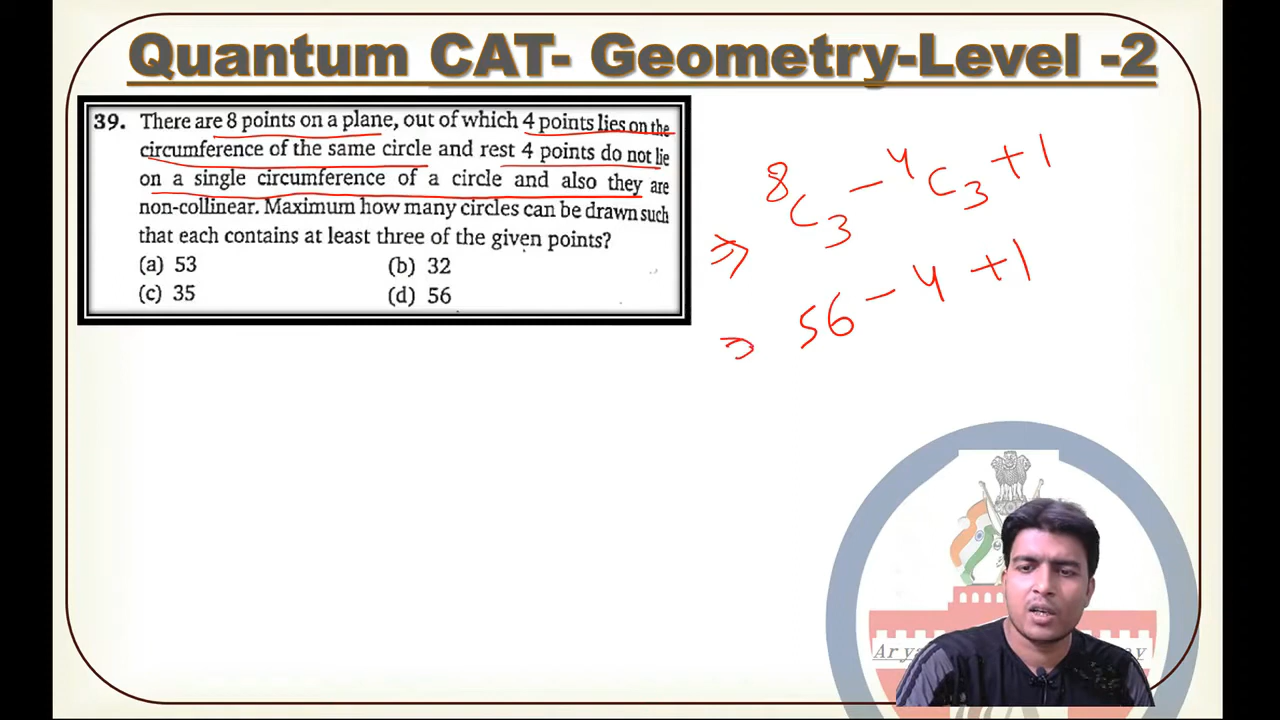 Quantum CAT- Geometry-Level -2
39. There are 8 points on a plane, out of which 4 points lies on the
circumference of the same circle and rest 4 points do not lie
on a single circumference of a circle and also they are
non-collinear. Maximum how many circles can be drawn such
that each contains at least three of the given points?
(a) 53 (b) 32
(c) 35 (d) 56
8C3 - 4C3 + 1
⇒
⇒ 56 - 4 + 1